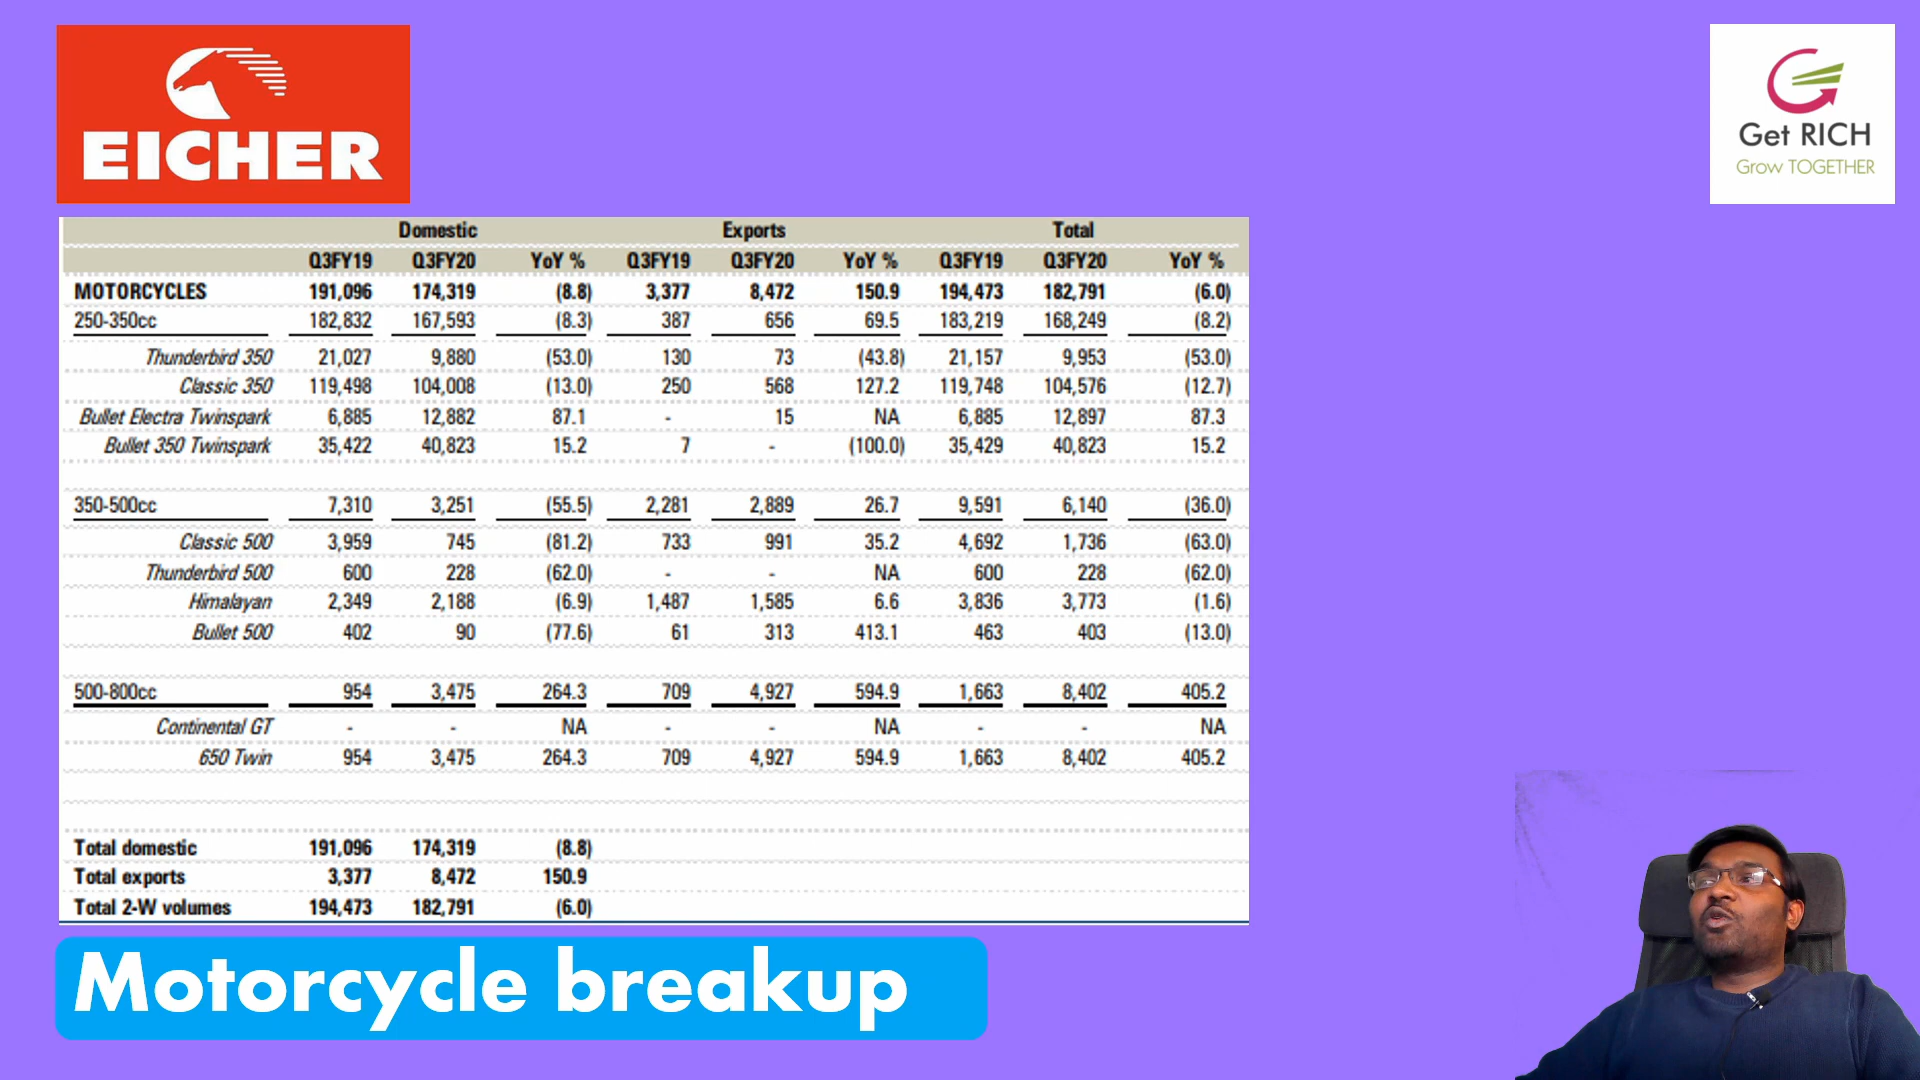 EICHER
Get RICH
Grow TOGETHER
Domestic Exports Total
Q3FY19 Q3FY20 YoY % Q3FY19 Q3FY20 YoY % Q3FY19 Q3FY20 YoY %
MOTORCYCLES 191,096 174,319 (8.8) 3,377 8,472 150.9 194,473 182,791 (6.0)
250-350cc 182,832 167,593 (8.3) 387 656 69.5 183,219 168,249 (8.2)
Thunderbird 350 21,027 9,880 (53.0) 130 73 (43.8) 21,157 9,953 (53.0)
Classic 350 119,498 104,008 (13.0) 250 568 127.2 119,748 104,576 (12.7)
Bullet Electra Twinspark 6,885 12,882 87.1 - 15 NA 6,885 12,897 87.3
Bullet 350 Twinspark 35,422 40,823 15.2 7 - (100.0) 35,429 40,823 15.2
350-500cc 7,310 3,251 (55.5) 2,281 2,889 26.7 9,591 6,140 (36.0)
Classic 500 3,959 745 (81.2) 733 991 35.2 4,692 1,736 (63.0)
Thunderbird 500 600 228 (62.0) - - NA 600 228 (62.0)
Himalayan 2,349 2,188 (6.9) 1,487 1,585 6.6 3,836 3,773 (1.6)
Bullet 500 402 90 (77.6) 61 313 413.1 463 403 (13.0)
500-800cc 954 3,475 264.3 709 4,927 594.9 1,663 8,402 405.2
Continental GT - - NA - - NA - - NA
650 Twin 954 3,475 264.3 709 4,927 594.9 1,663 8,402 405.2
Total domestic 191,096 174,319 (8.8)
Total exports 3,377 8,472 150.9
Total 2-W volumes 194,473 182,791 (6.0)
Motorcycle breakup